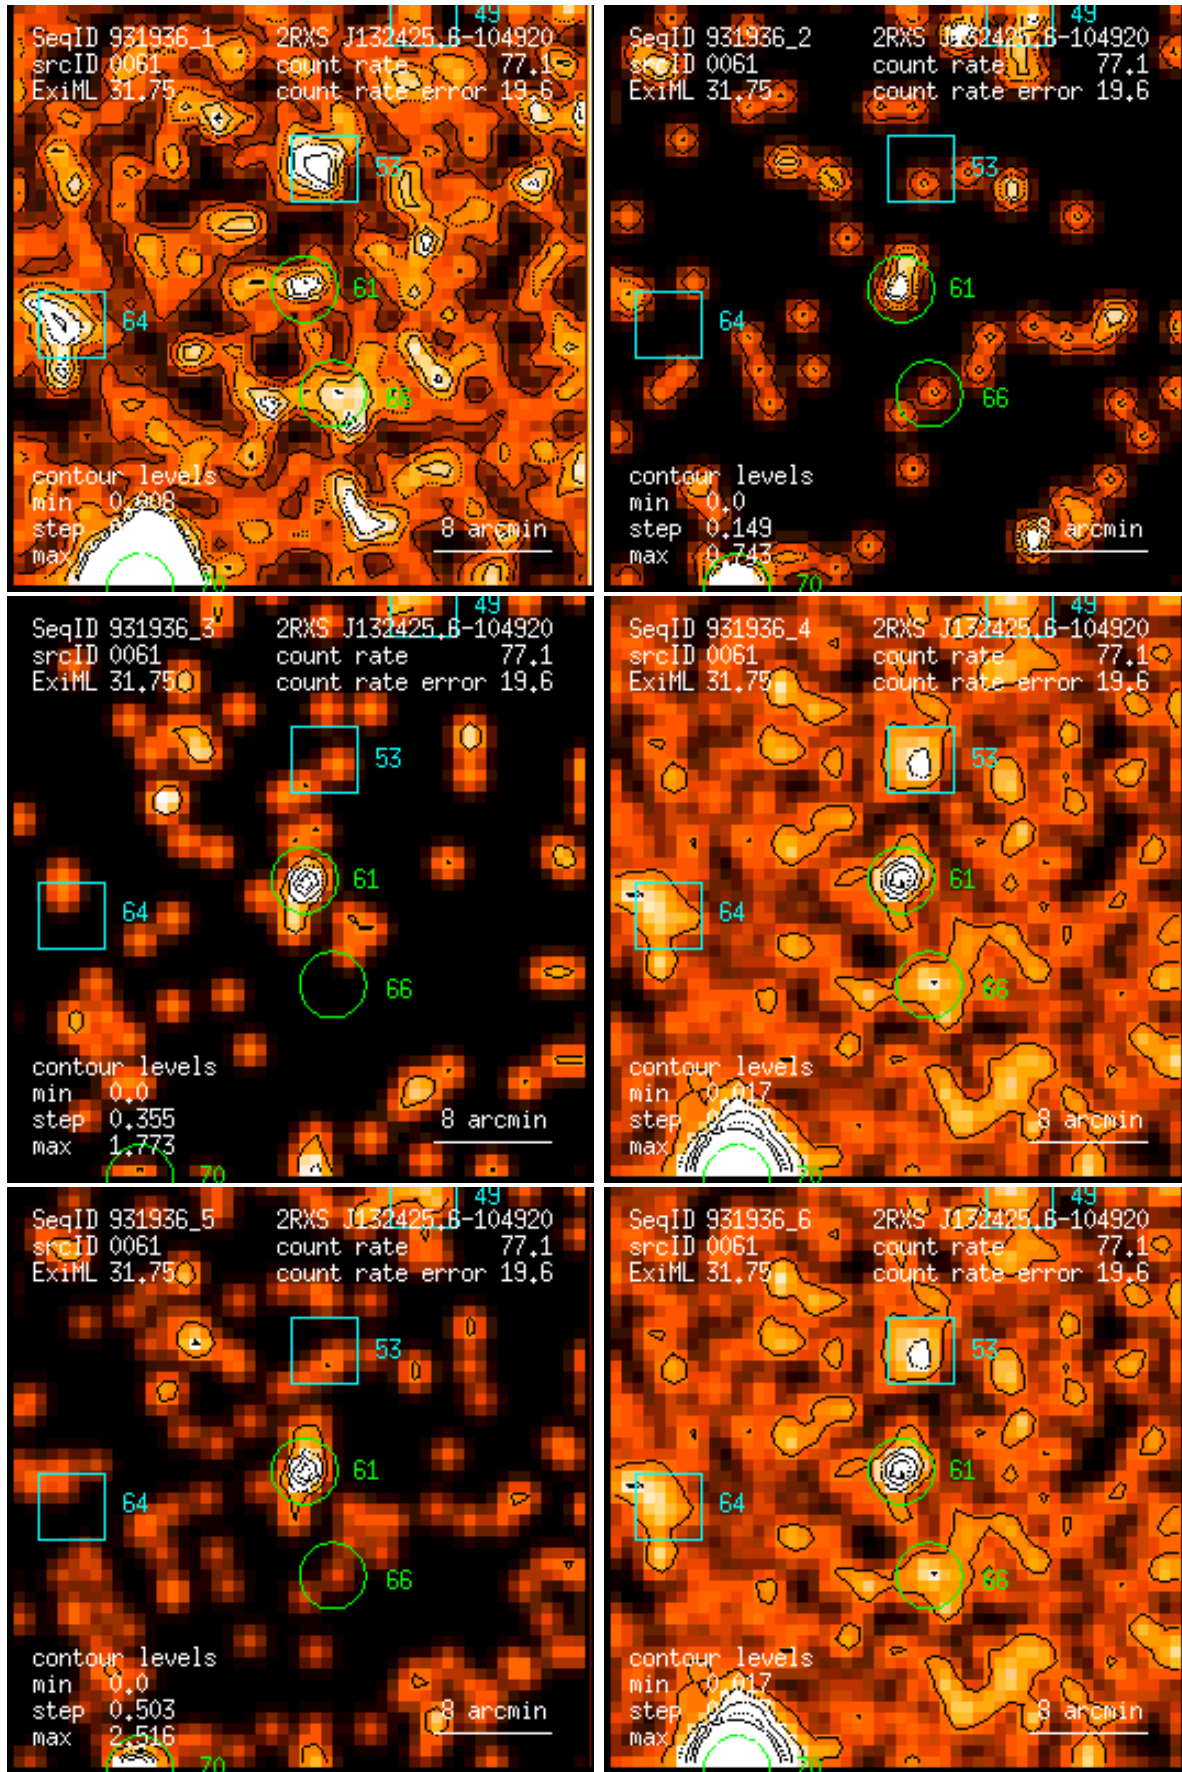 49
SeqID 931936_1 2RXS J132425.6-104920
srcID 0061 count rate 77.1
ExiML 31.75 count rate error 19.6
53
61
64
66
contour levels
min 0.008
step
max
8 arcmin
70
49
SeqID 931936_2 2RXS J132425.6-104920
srcID 0061 count rate 77.1
ExiML 31.75 count rate error 19.6
53
61
64
66
contour levels
min 0.0
step 0.149
max 0.743
8 arcmin
70
49
SeqID 931936_3 2RXS J132425.6-104920
srcID 0061 count rate 77.1
ExiML 31.75 count rate error 19.6
53
61
64
66
contour levels
min 0.0
step 0.355
max 1.773
8 arcmin
70
49
SeqID 931936_4 2RXS J132425.6-104920
srcID 0061 count rate 77.1
ExiML 31.75 count rate error 19.6
53
61
64
66
contour levels
min 0.017
step
max
8 arcmin
70
49
SeqID 931936_5 2RXS J132425.6-104920
srcID 0061 count rate 77.1
ExiML 31.75 count rate error 19.6
53
61
64
66
contour levels
min 0.0
step 0.503
max 2.516
8 arcmin
70
49
SeqID 931936_6 2RXS J132425.6-104920
srcID 0061 count rate 77.1
ExiML 31.75 count rate error 19.6
53
61
64
66
contour levels
min 0.017
step
max
8 arcmin
70